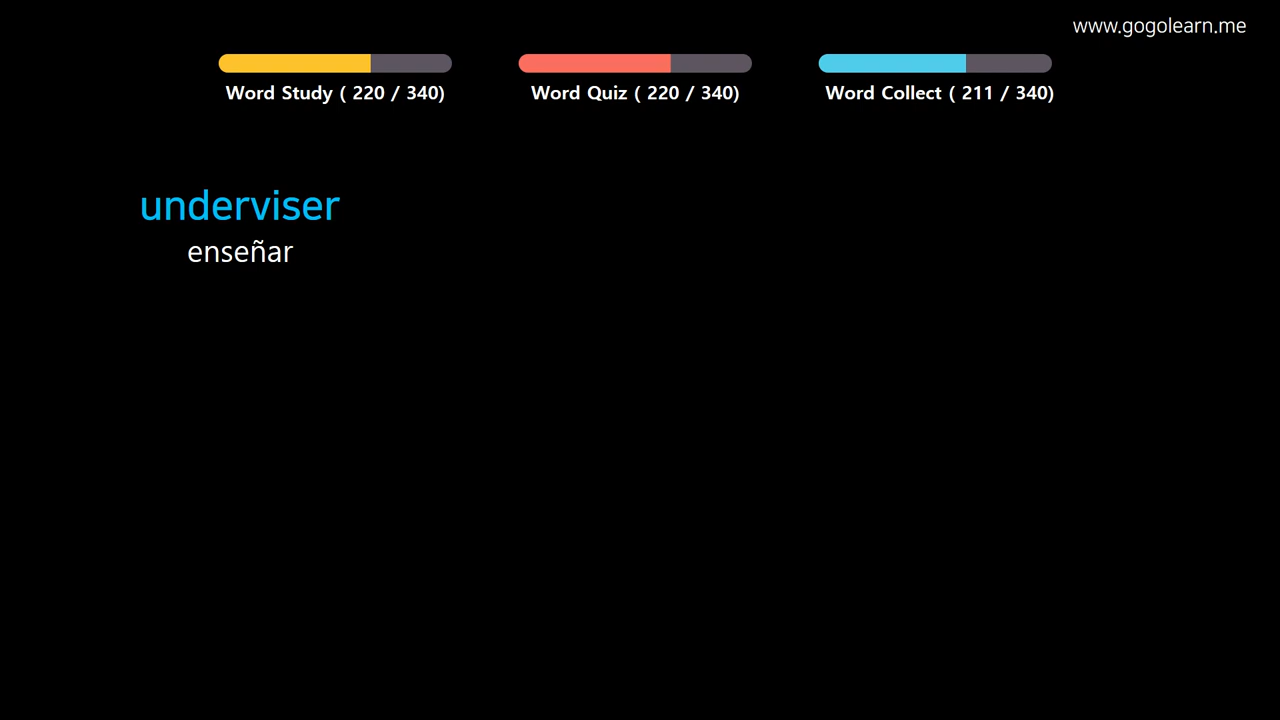 www.gogolearn.me
Word Study ( 220 / 340)
Word Quiz ( 220 / 340)
Word Collect ( 211 / 340)
underviser
enseñar